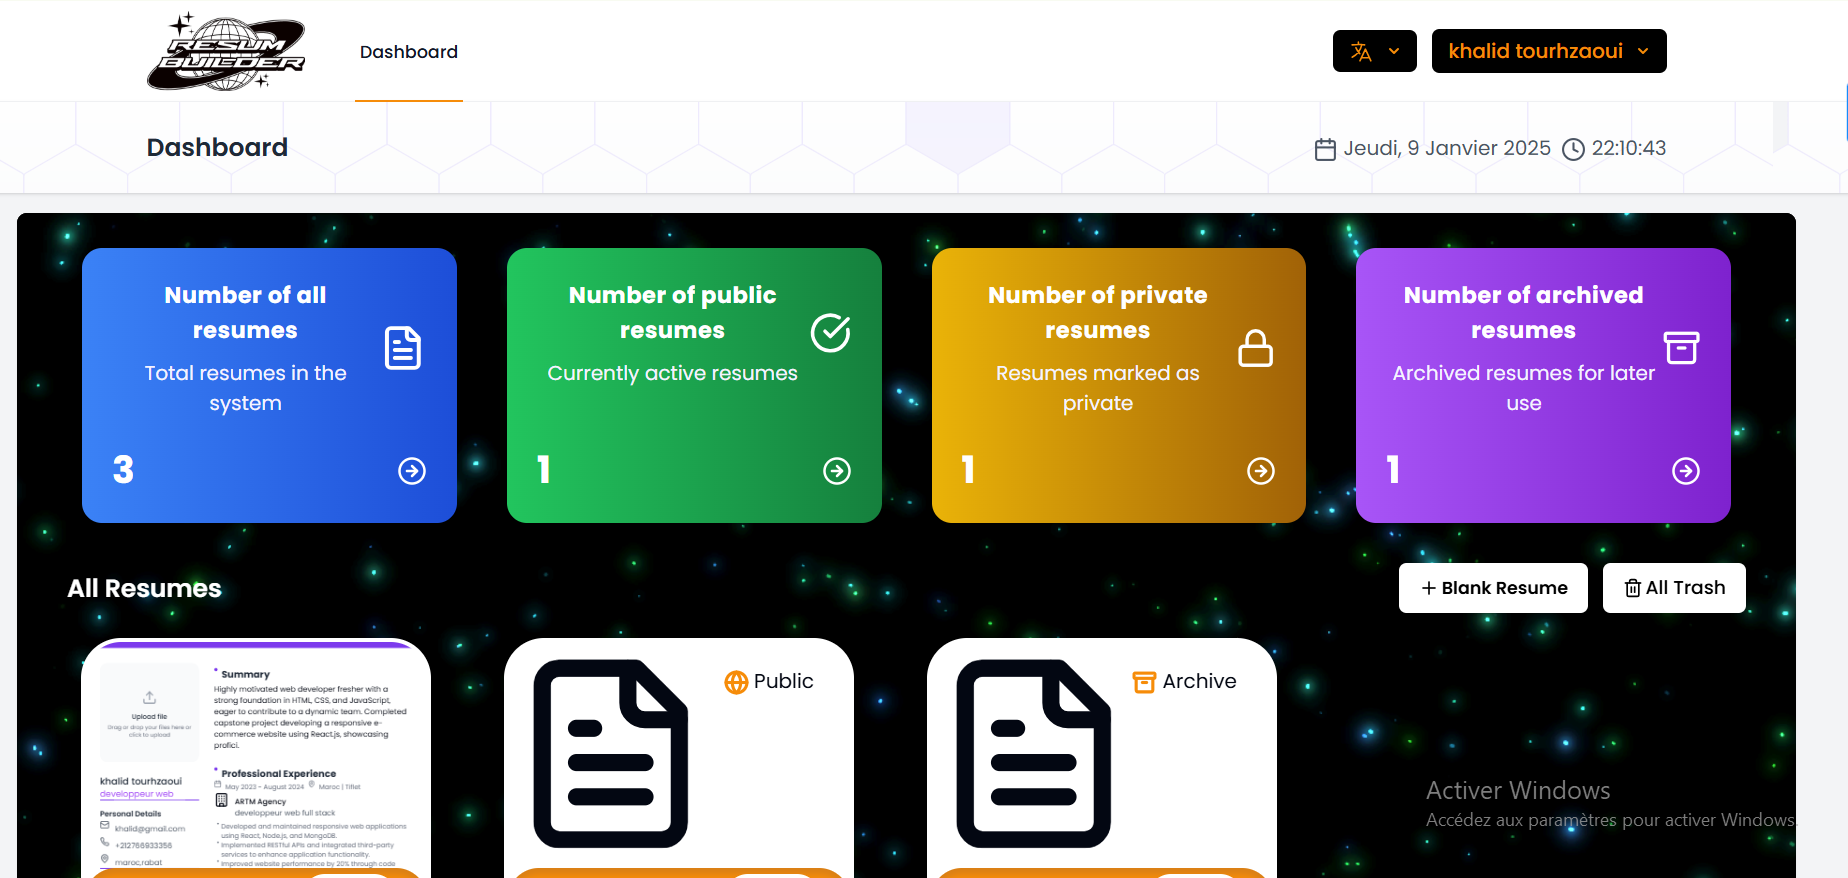 RESUM
BUILDER
Dashboard
khalid tourhzaoui
Dashboard
Jeudi, 9 Janvier 2025 22:10:43
Number of all
resumes
Total resumes in the
system
3
Number of public
resumes
Currently active resumes
1
Number of private
resumes
Resumes marked as
private
1
Number of archived
resumes
Archived resumes for later
use
1
All Resumes
Blank Resume
All Trash
Upload file
Drag or drop your files here or
click to upload
khalid tourhzaoui
developpeur web
Personal Details
khalid@gmail.com
+212766933356
maroc,rabat
Summary
Highly motivated web developer fresher with a
strong foundation in HTML, CSS, and JavaScript,
eager to contribute to a dynamic team. Completed
capstone project developing a responsive e-
commerce website using React.js, showcasing
profici.
Professional Experience
May 2023 - August 2024 Maroc | Tiflet
ARTM Agency
developpeur web full stack
* Developed and maintained responsive web applications
using React, Node.js, and MongoDB.
* Implemented RESTful APIs and integrated third-party
services to enhance application functionality.
* Improved website performance by 20% through code
Public
Archive
Activer Windows
Accédez aux paramètres pour activer Windows.